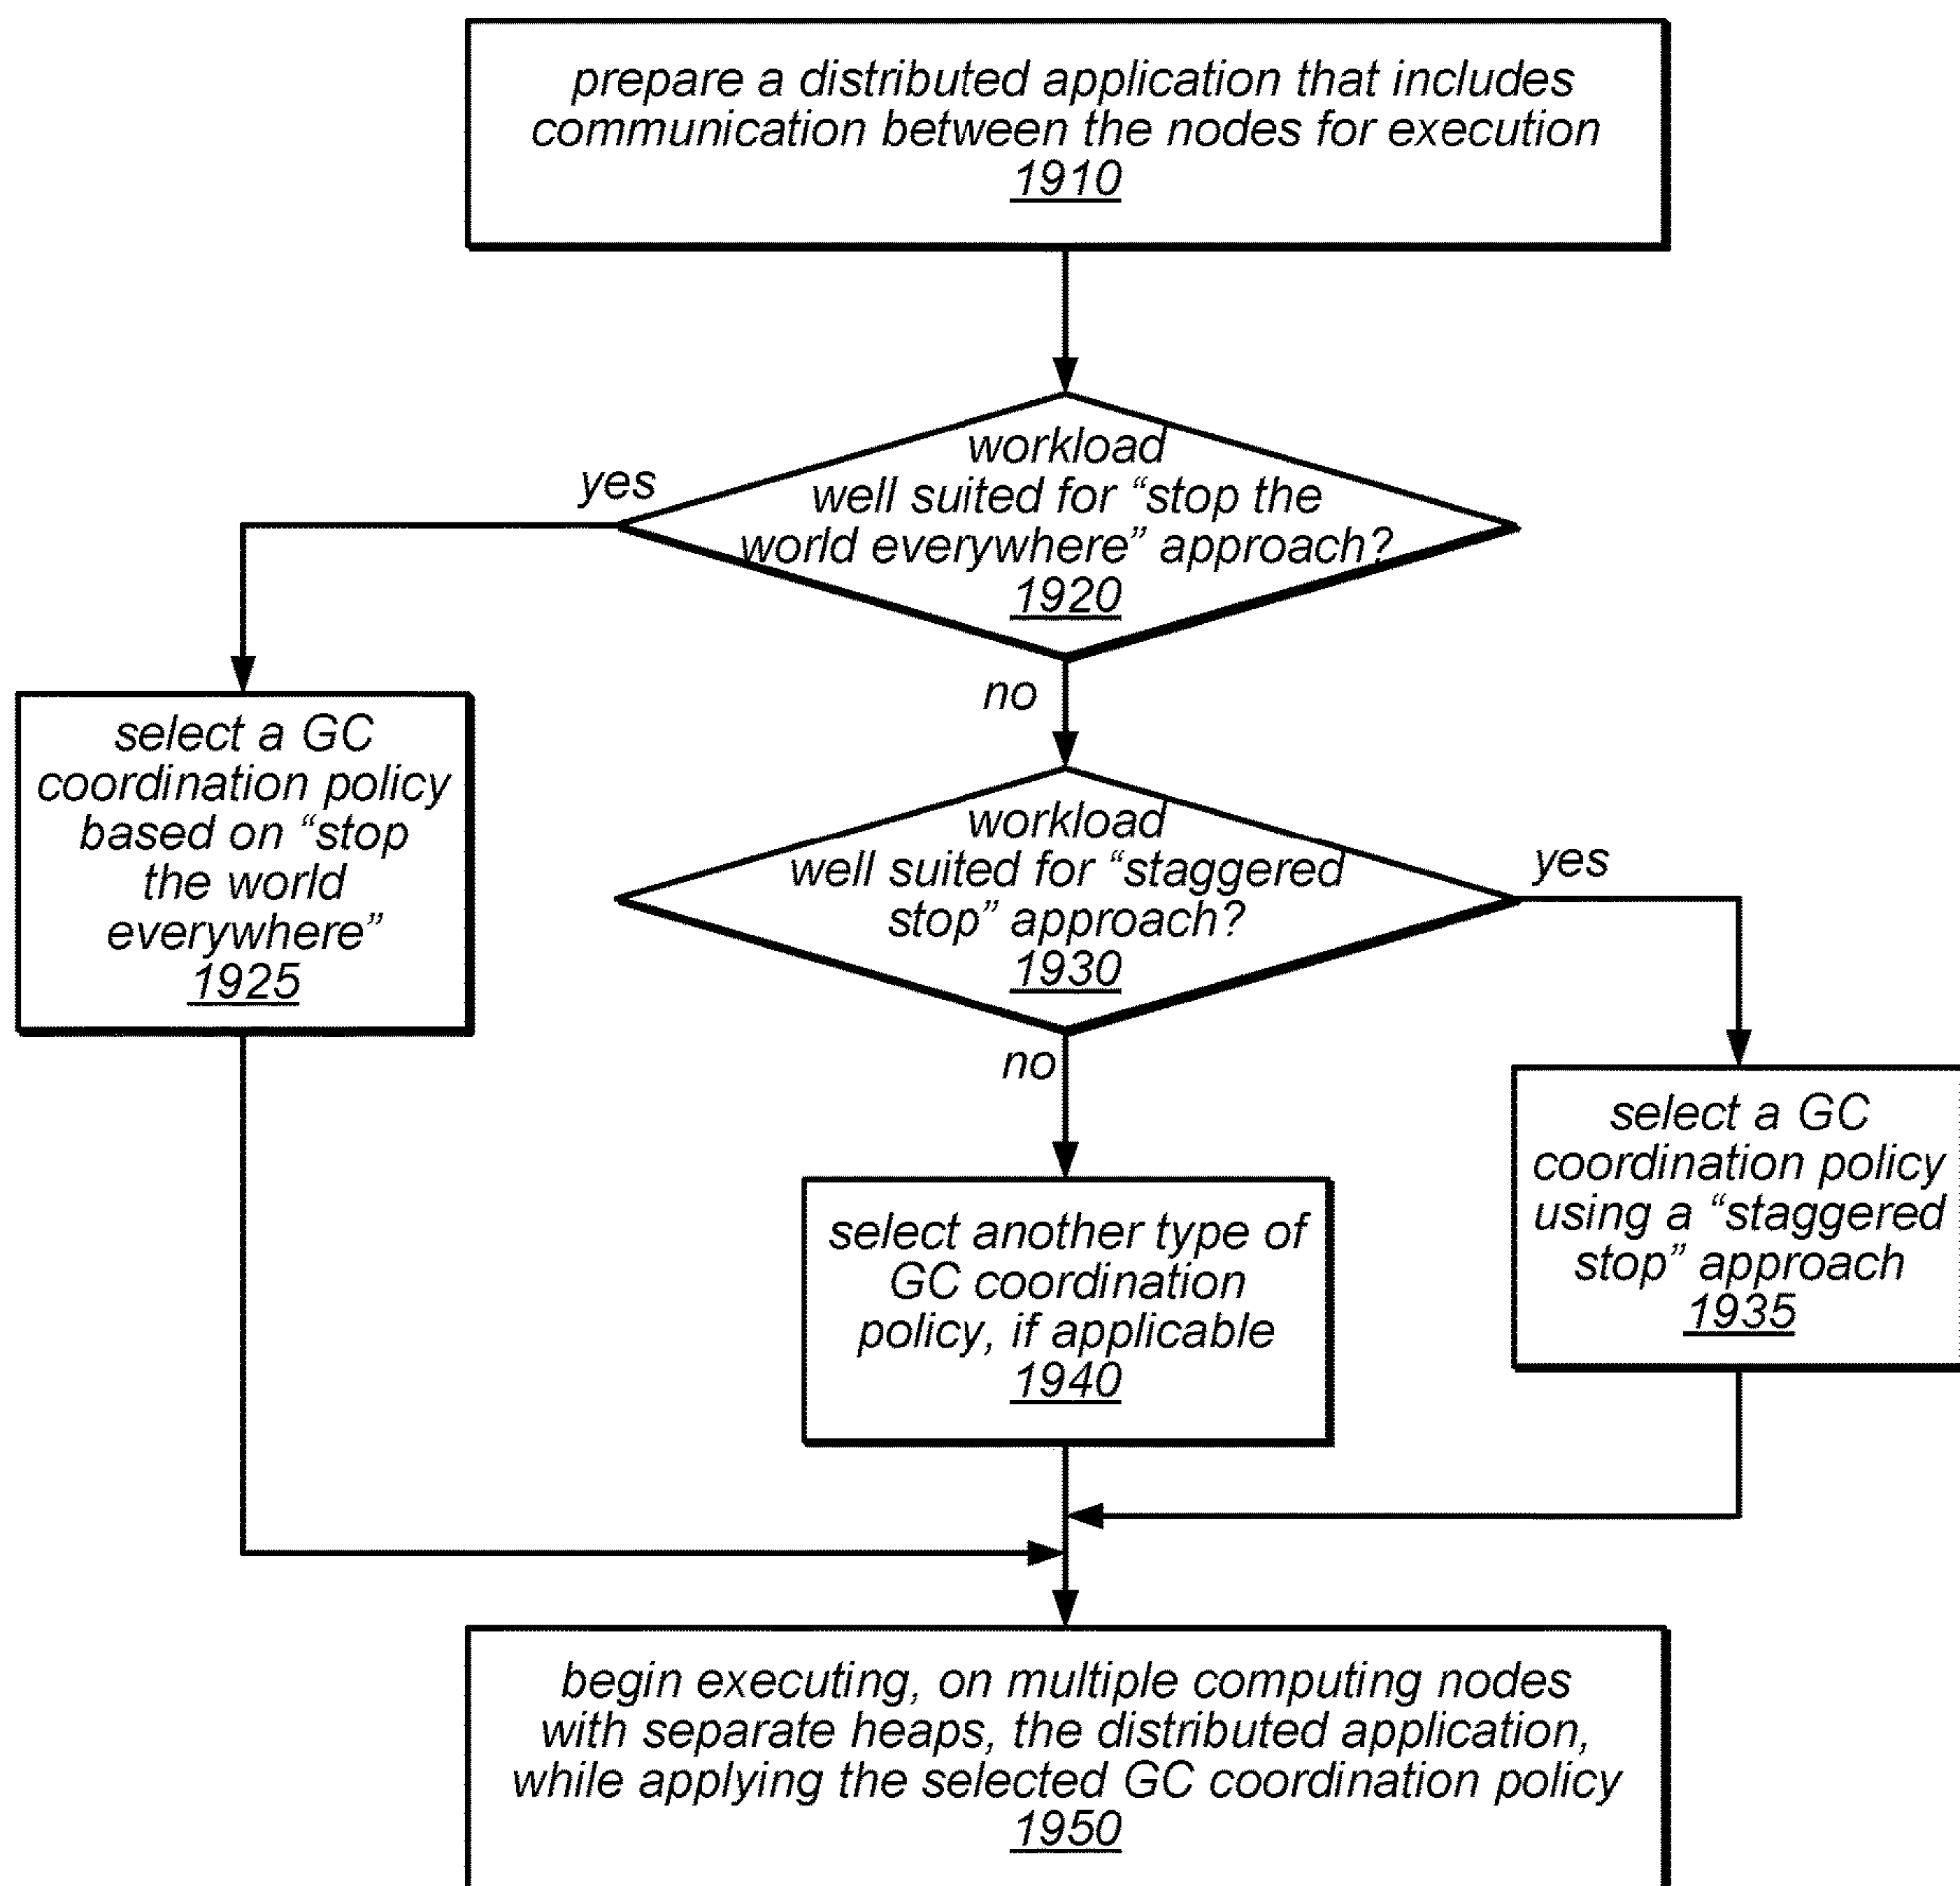 prepare a distributed application that includes
communication between the nodes for execution
1910
workload
well suited for “stop the
world everywhere” approach?
1920
yes
no
select a GC
coordination policy
based on “stop
the world
everywhere”
1925
workload
well suited for “staggered
stop” approach?
1930
yes
no
select a GC
coordination policy
using a “staggered
stop” approach
1935
select another type of
GC coordination
policy, if applicable
1940
begin executing, on multiple computing nodes
with separate heaps, the distributed application,
while applying the selected GC coordination policy
1950